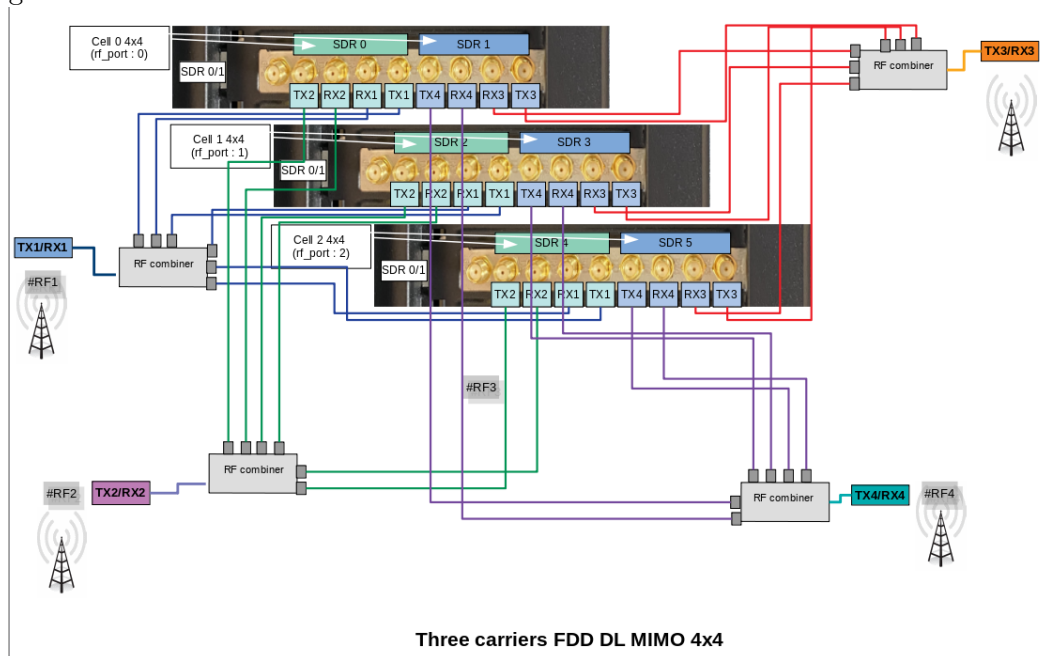 Cell 0 4x4
(rf_port : 0)
SDR 0
SDR 1
SDR 0/1
TX2 RX2 RX1 TX1 TX4 RX4 RX3 TX3
RF combiner
TX3/RX3
Cell 1 4x4
(rf_port : 1)
SDR 2
SDR 3
SDR 0/1
TX2 RX2 RX1 TX1 TX4 RX4 RX3 TX3
Cell 2 4x4
(rf_port : 2)
SDR 4
SDR 5
SDR 0/1
TX2 RX2 RX1 TX1 TX4 RX4 RX3 TX3
TX1/RX1
RF combiner
#RF1
#RF3
RF combiner
#RF2
TX2/RX2
RF combiner
TX4/RX4
#RF4
Three carriers FDD DL MIMO 4x4